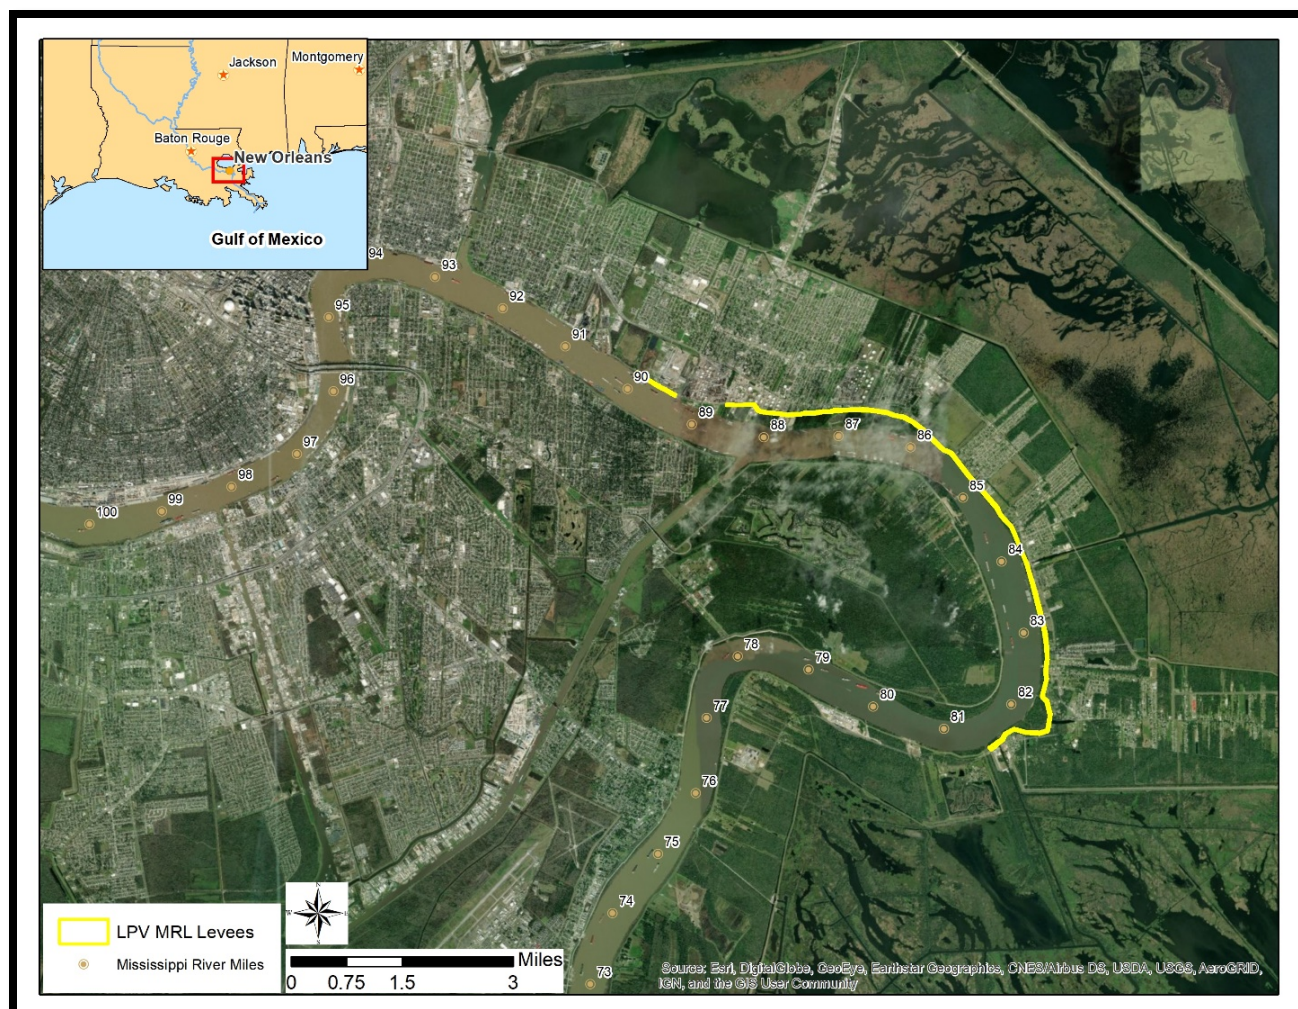 Jackson
Montgomery
Baton Rouge
New Orleans
Gulf of Mexico
94
93
92
91
90
89
88
87
86
85
84
83
82
81
80
79
78
77
76
75
74
73
95
96
97
98
99
100
LPV MRL Levees
Mississippi River Miles
N
Miles
0 0.75 1.5 3
Source: Esri, DigitalGlobe, GeoEye, Earthstar Geographics, CNES/Airbus DS, USDA, USGS, AeroGRID,
IGN, and the GIS User Community